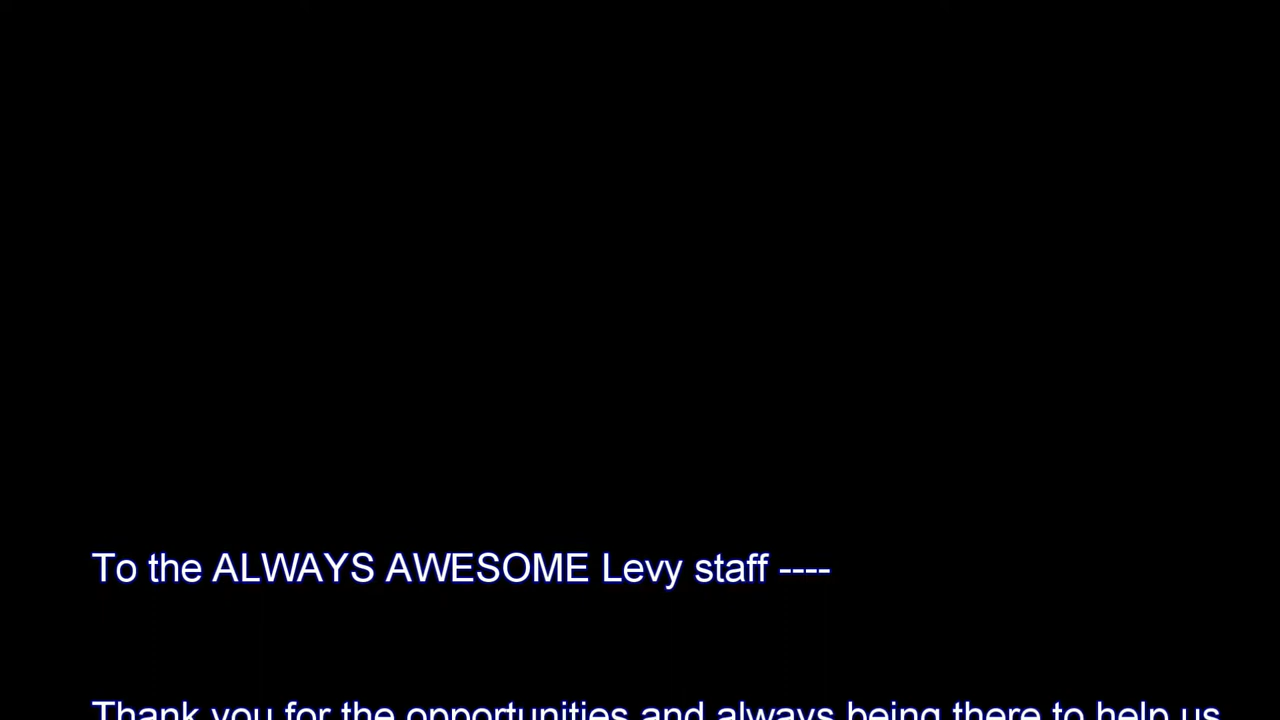 To the ALWAYS AWESOME Levy staff ----
Thank you for the opportunities and always being there to help us